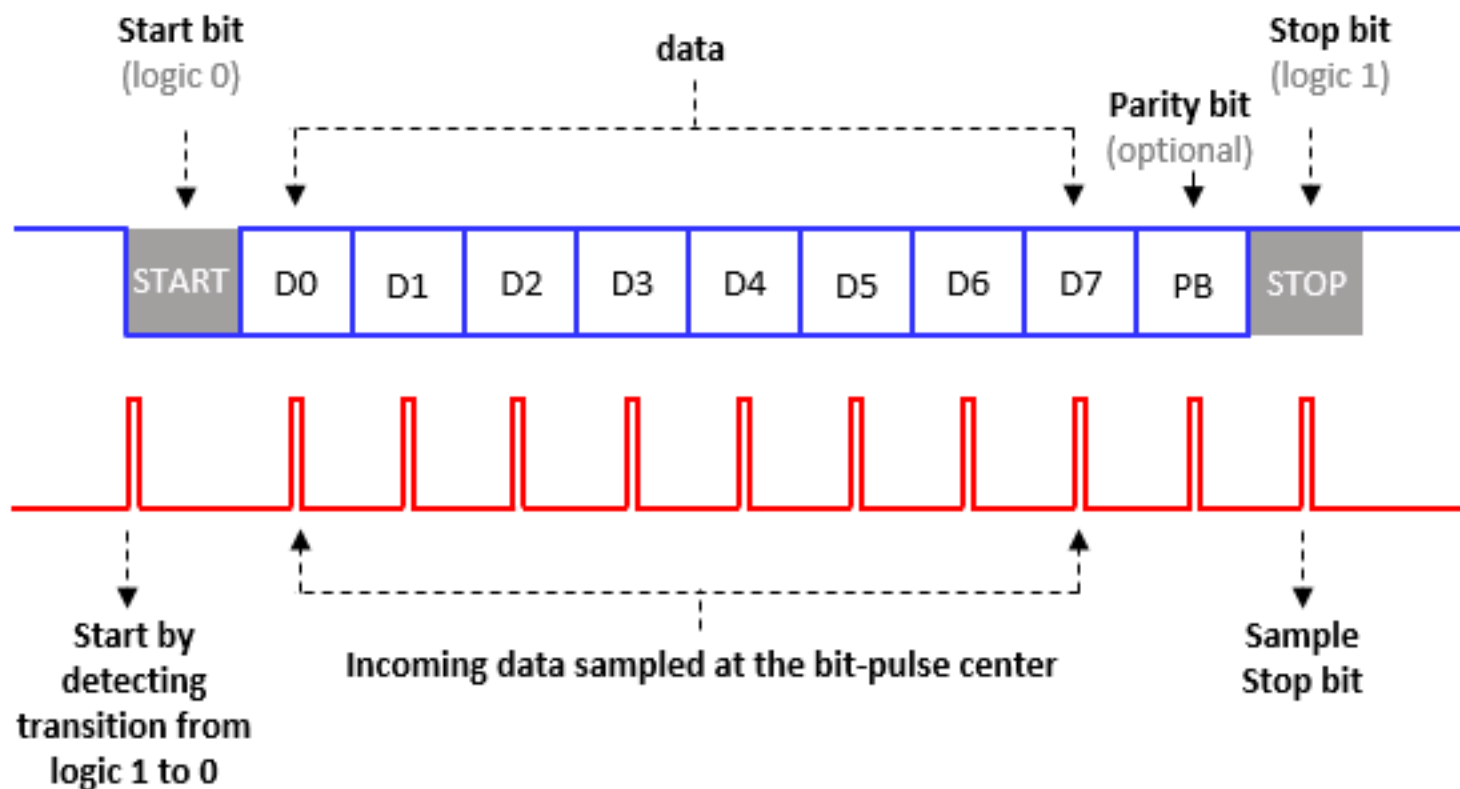 Start bit
(logic 0)
data
Stop bit
(logic 1)
Parity bit
(optional)
START D0 D1 D2 D3 D4 D5 D6 D7 PB STOP
Start by
detecting
transition from
logic 1 to 0
Incoming data sampled at the bit-pulse center
Sample
Stop bit